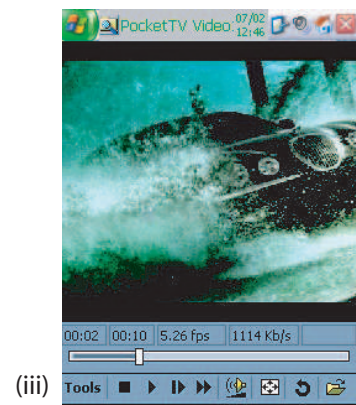 PocketTV Video: 07/02 12:46
00:02 00:10 5.26 fps 1114 Kb/s
(iii) Tools